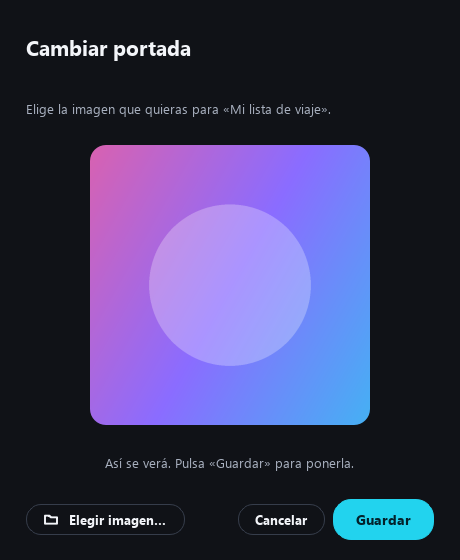 Cambiar portada
Elige la imagen que quieras para «Mi lista de viaje».
Así se verá. Pulsa «Guardar» para ponerla.
Elegir imagen...
Cancelar
Guardar